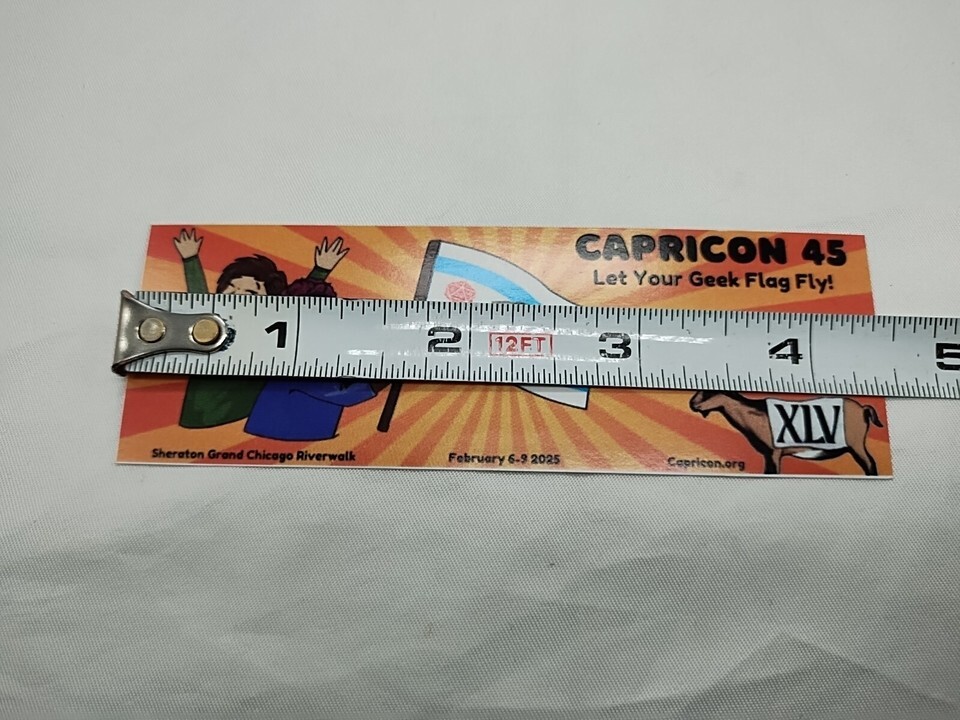 CAPRICON 45
Let Your Geek Flag Fly!
1 2 12FT 3 4 5
XLV
Sheraton Grand Chicago Riverwalk
February 6-9 2025
Capricon.org